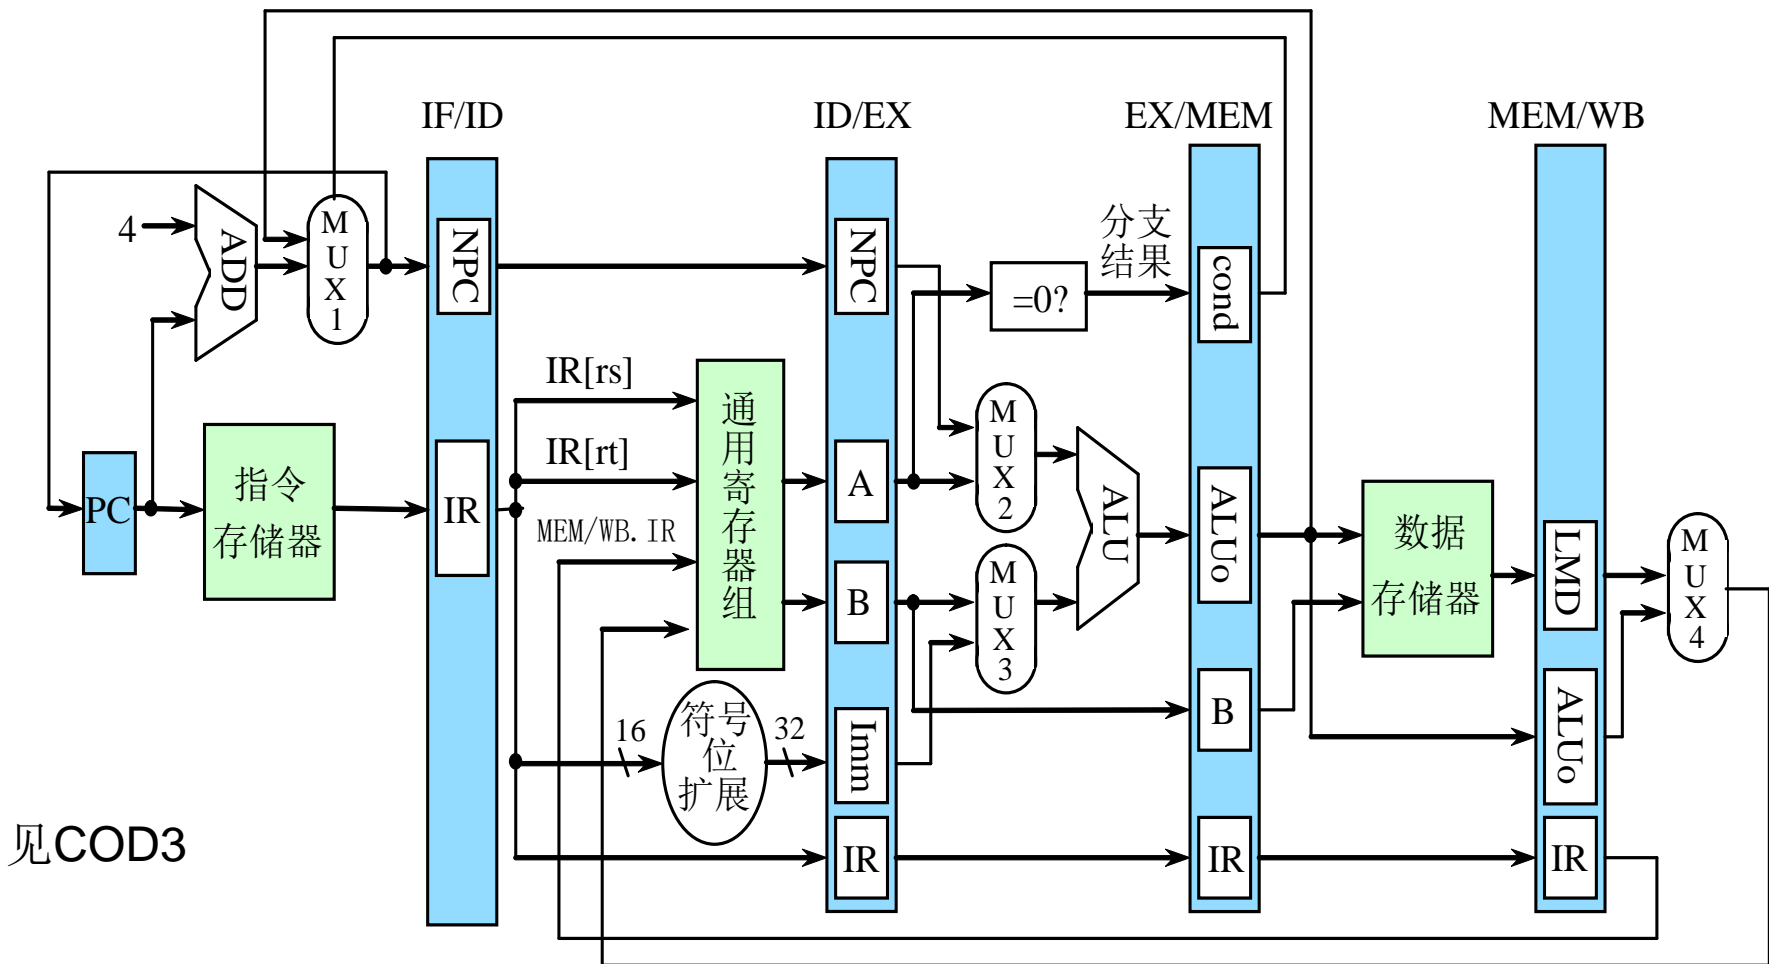 IF/ID
ID/EX
EX/MEM
MEM/WB
4
ADD
MUX1
NPC
NPC
=0?
分支
结果
cond
IR[rs]
IR[rt]
MEM/WB.IR
PC
指令
存储器
IR
通用寄存器组
A
B
MUX2
MUX3
ALU
ALUo
数据
存储器
LMD
MUX4
16
符号
位
扩展
32
Imm
B
ALUo
IR
IR
IR
见COD3